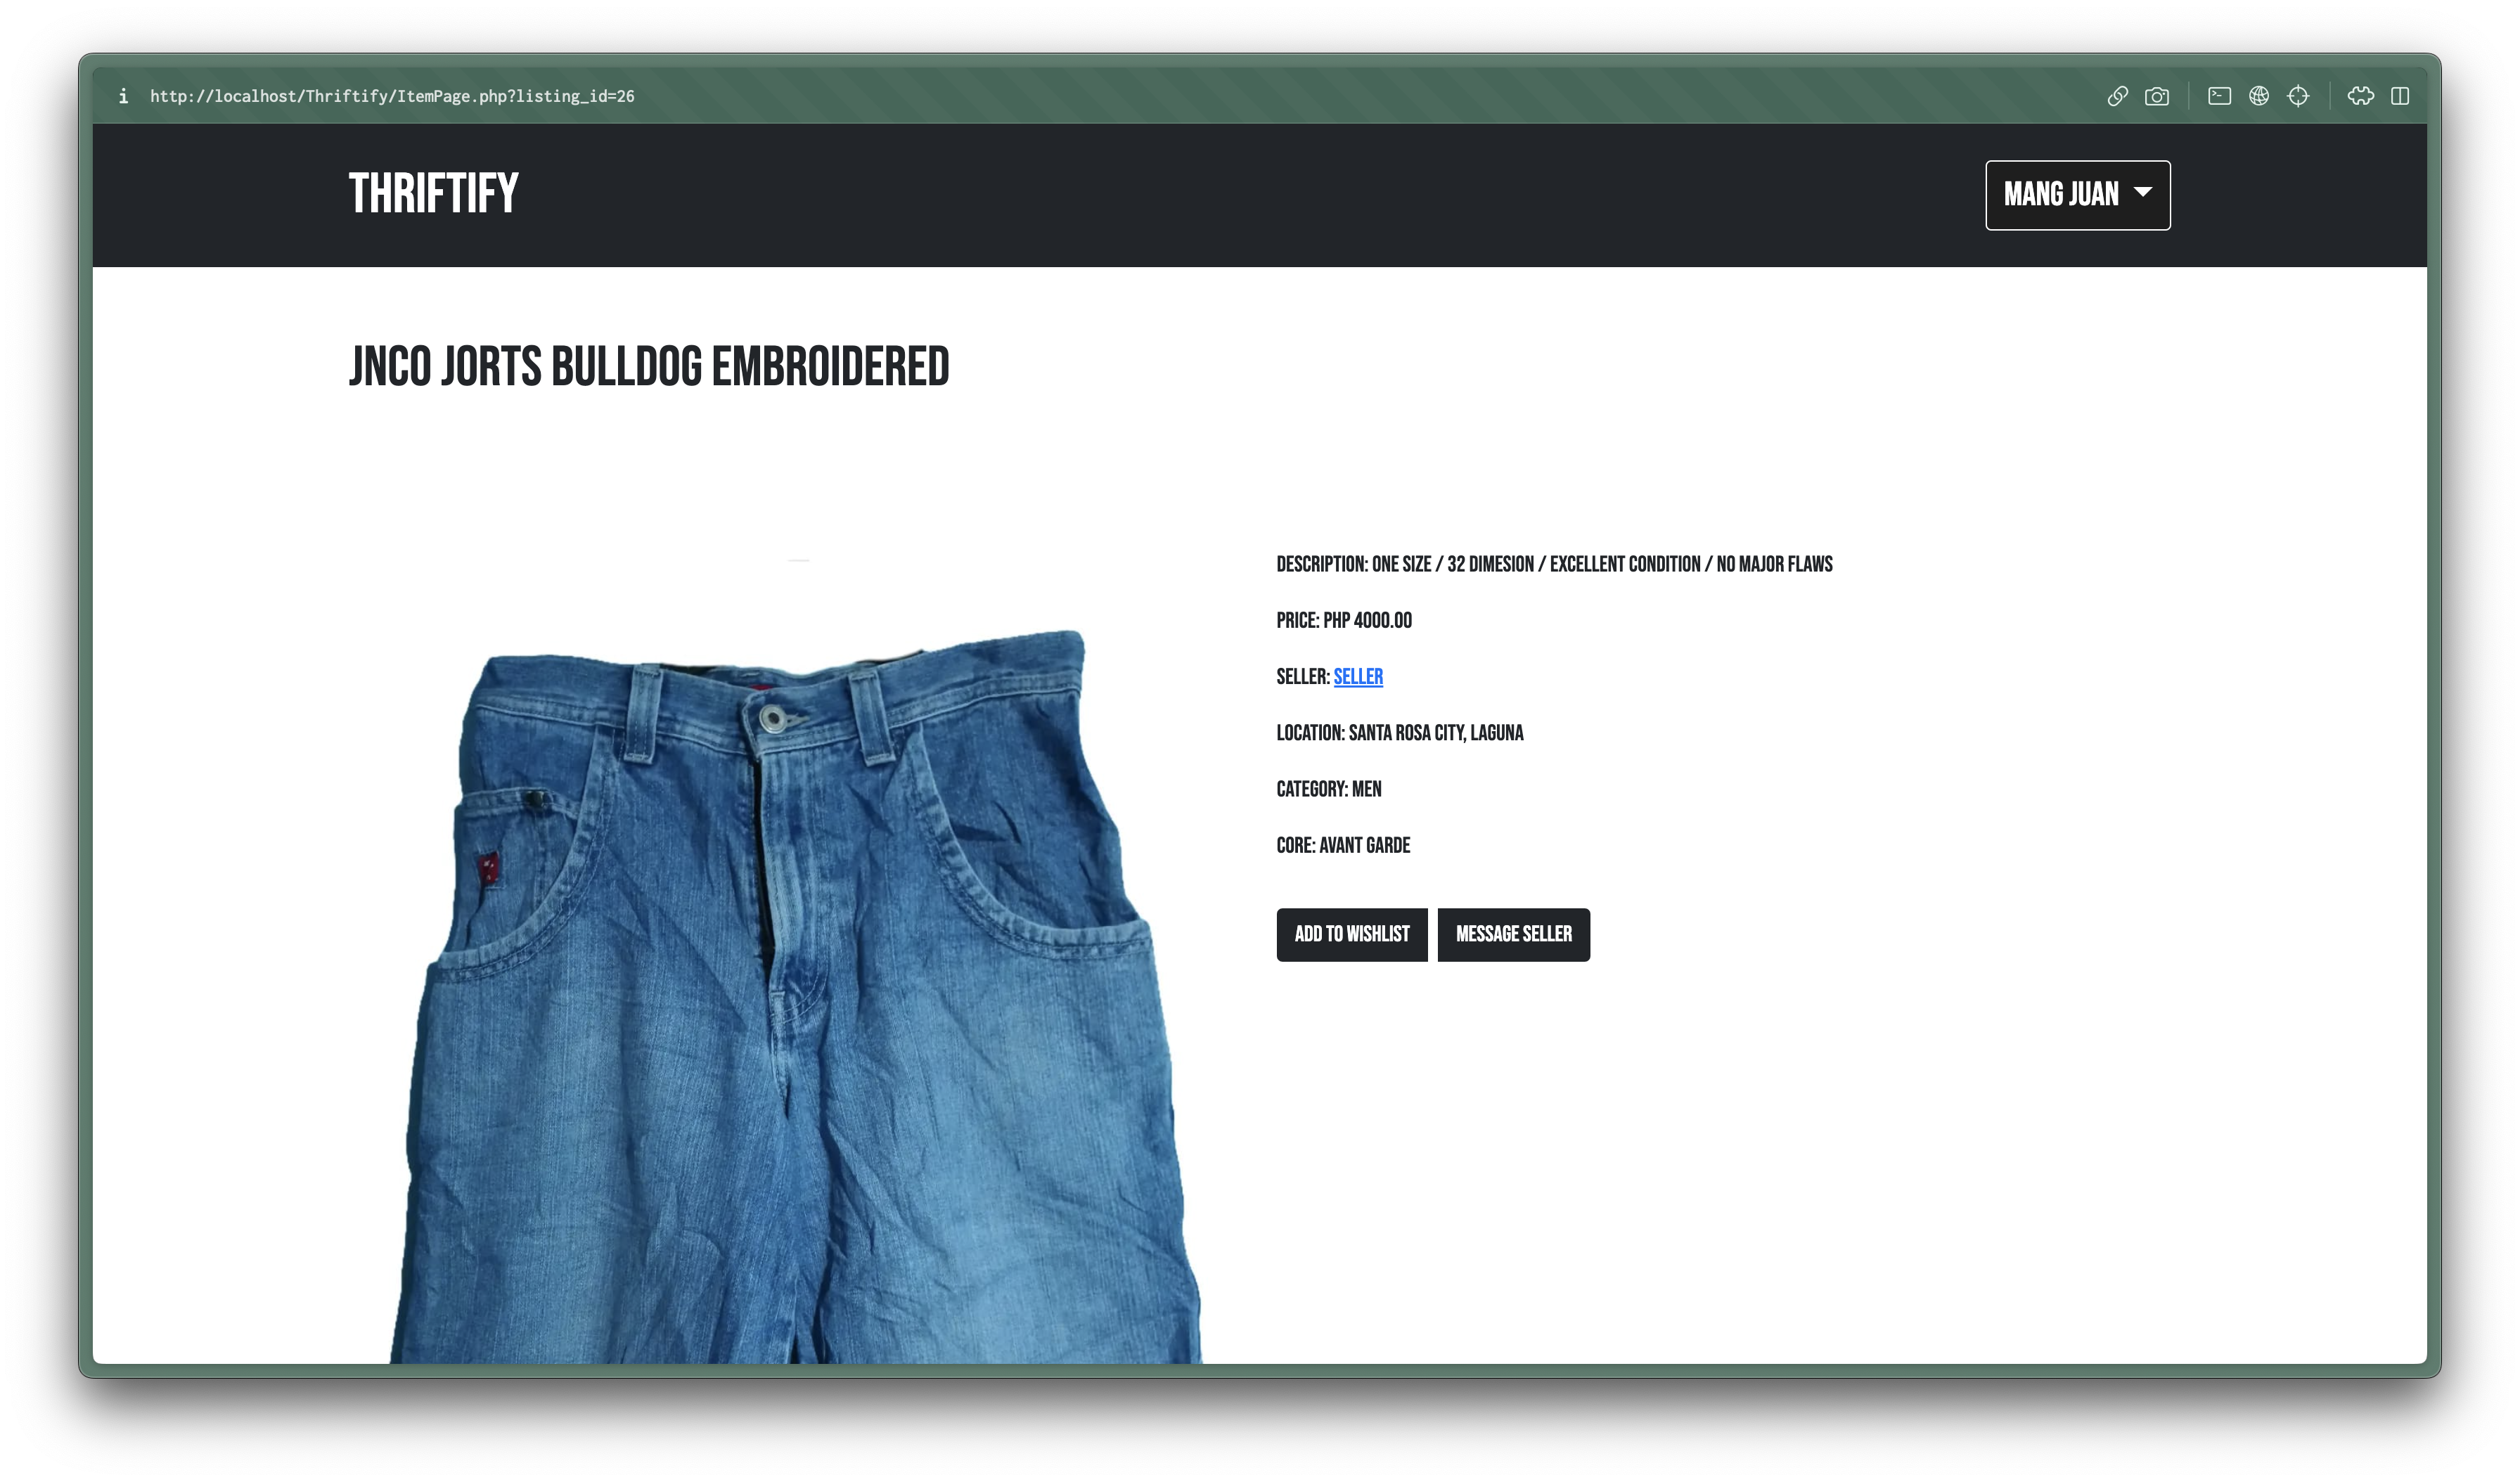 http://localhost/Thriftify/ItemPage.php?listing_id=26
THRIFTIFY
MANG JUAN
JNCO JORTS BULLDOG EMBROIDERED
DESCRIPTION: ONE SIZE / 32 DIMESION / EXCELLENT CONDITION / NO MAJOR FLAWS
PRICE: PHP 4000.00
SELLER: SELLER
LOCATION: SANTA ROSA CITY, LAGUNA
CATEGORY: MEN
CORE: AVANT GARDE
ADD TO WISHLIST
MESSAGE SELLER